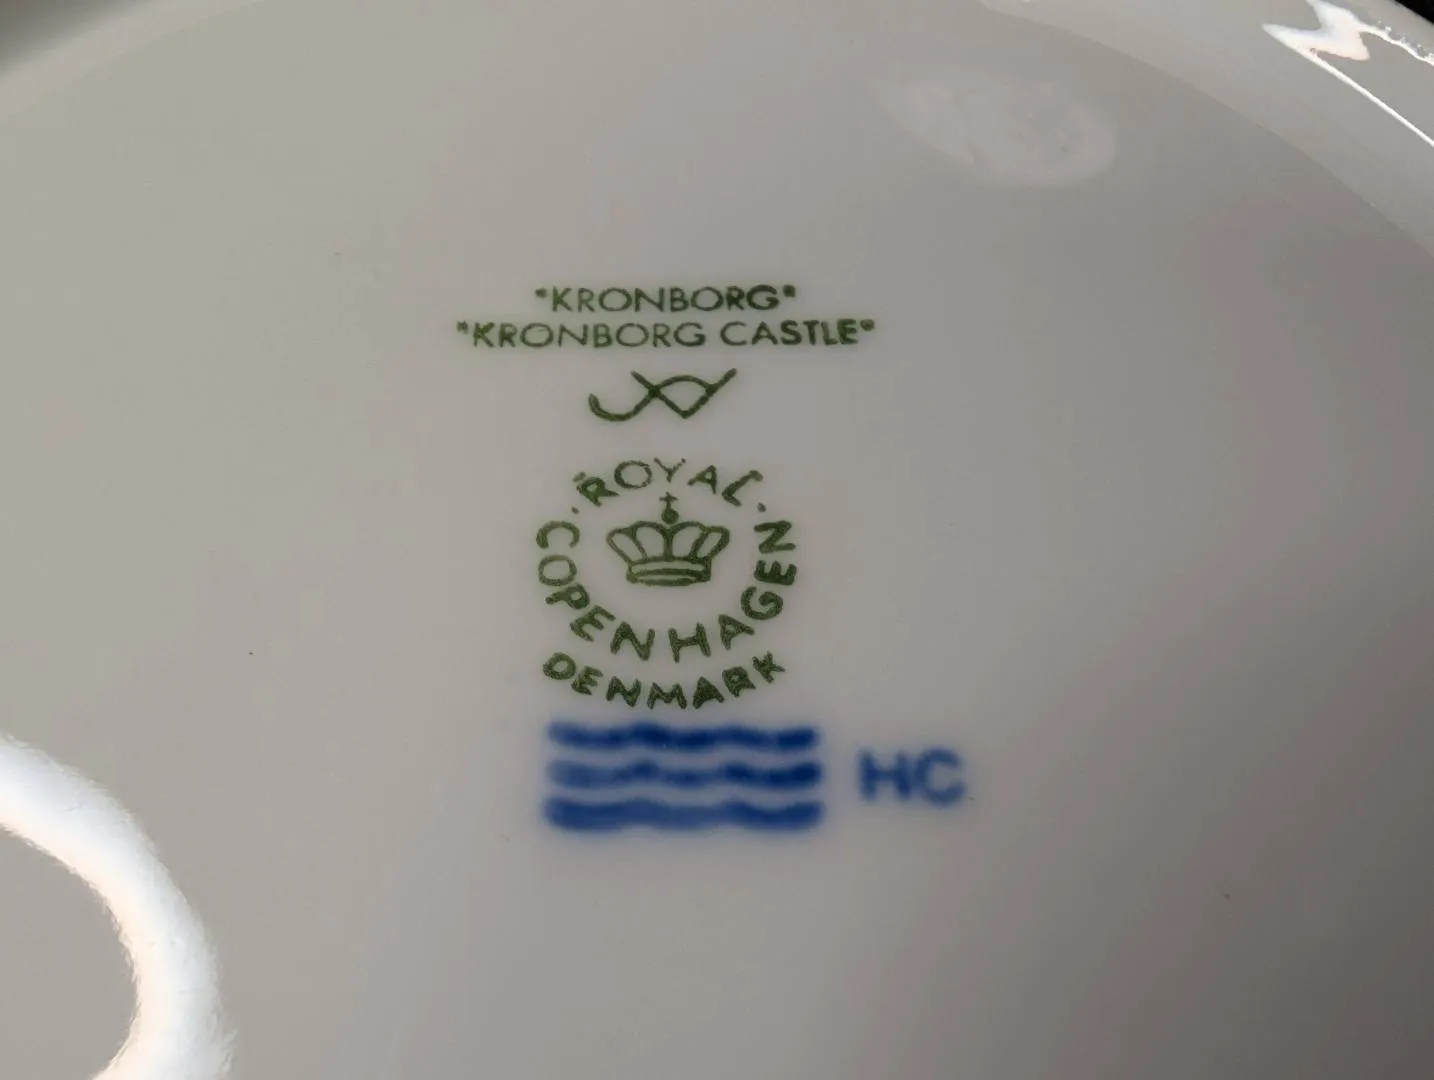 "KRONBORG"
"KRONBORG CASTLE"
ROYAL
COPENHAGEN
DENMARK
HC